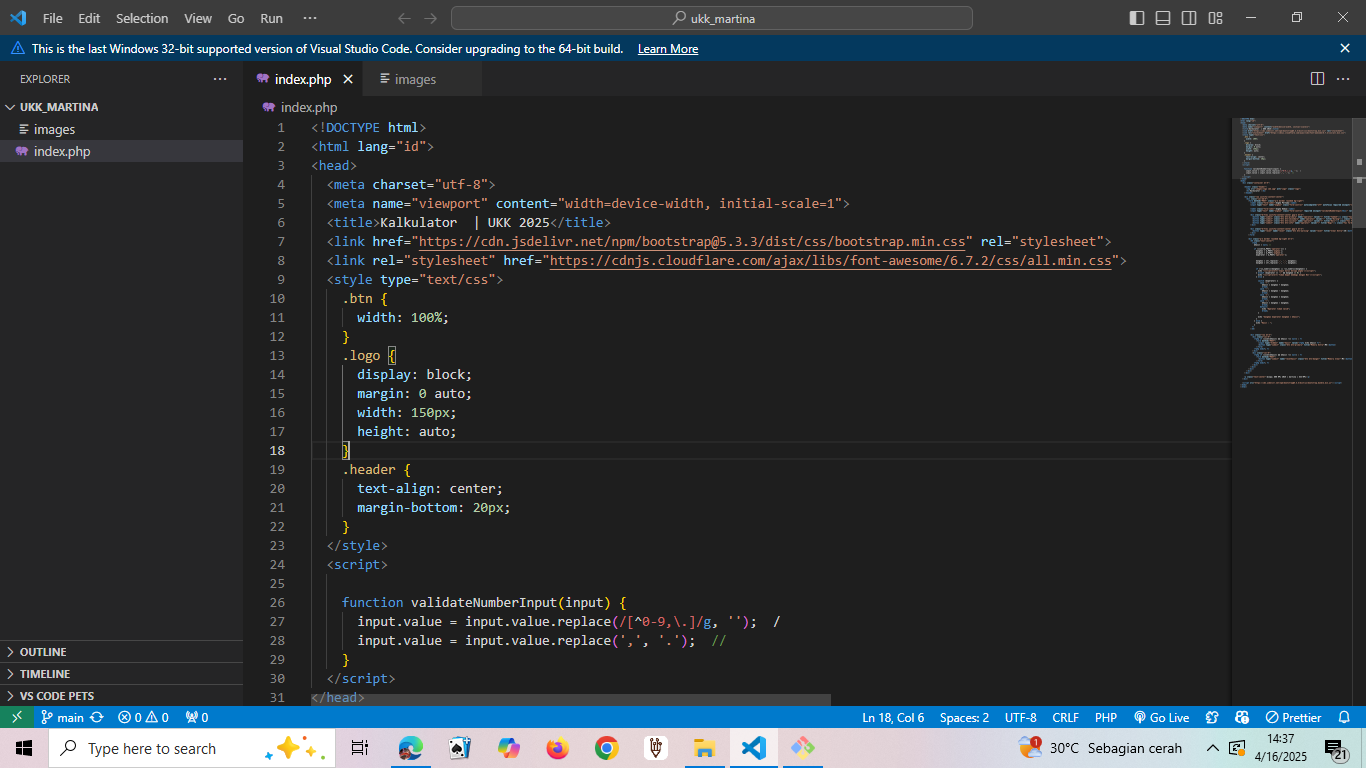 File Edit Selection View Go Run ···
ukk_martina
This is the last Windows 32-bit supported version of Visual Studio Code. Consider upgrading to the 64-bit build. Learn More
EXPLORER
UKK_MARTINA
images
index.php
OUTLINE
TIMELINE
VS CODE PETS
index.php
images
index.php
1 <!DOCTYPE html>
2 <html lang="id">
3 <head>
4 <meta charset="utf-8">
5 <meta name="viewport" content="width=device-width, initial-scale=1">
6 <title>Kalkulator  | UKK 2025</title>
7 <link href="https://cdn.jsdelivr.net/npm/bootstrap@5.3.3/dist/css/bootstrap.min.css" rel="stylesheet">
8 <link rel="stylesheet" href="https://cdnjs.cloudflare.com/ajax/libs/font-awesome/6.7.2/css/all.min.css">
9 <style type="text/css">
10 .btn {
11 width: 100%;
12 }
13 .logo {
14 display: block;
15 margin: 0 auto;
16 width: 150px;
17 height: auto;
18 }
19 .header {
20 text-align: center;
21 margin-bottom: 20px;
22 }
23 </style>
24 <script>
25
26 function validateNumberInput(input) {
27 input.value = input.value.replace(/[^0-9,\.]/g, '');  /
28 input.value = input.value.replace(',', '.');  //
29 }
30 </script>
31 </head>
main 0 0 0 Ln 18, Col 6 Spaces: 2 UTF-8 CRLF PHP Go Live Prettier
Type here to search
30°C Sebagian cerah
14:37
4/16/2025
1
21